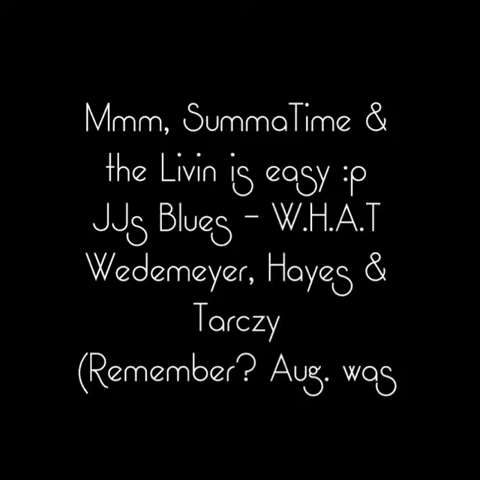 Mmm, SummaTime &
the Livin is easy :p
JJs Blues - W.H.A.T
Wedemeyer, Hayes &
Tarczy
(Remember? Aug. was